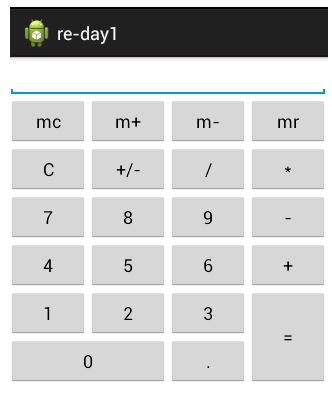 re-day1
mc m+ m- mr
C +/- / *
7 8 9 -
4 5 6 +
1 2 3 =
0 .